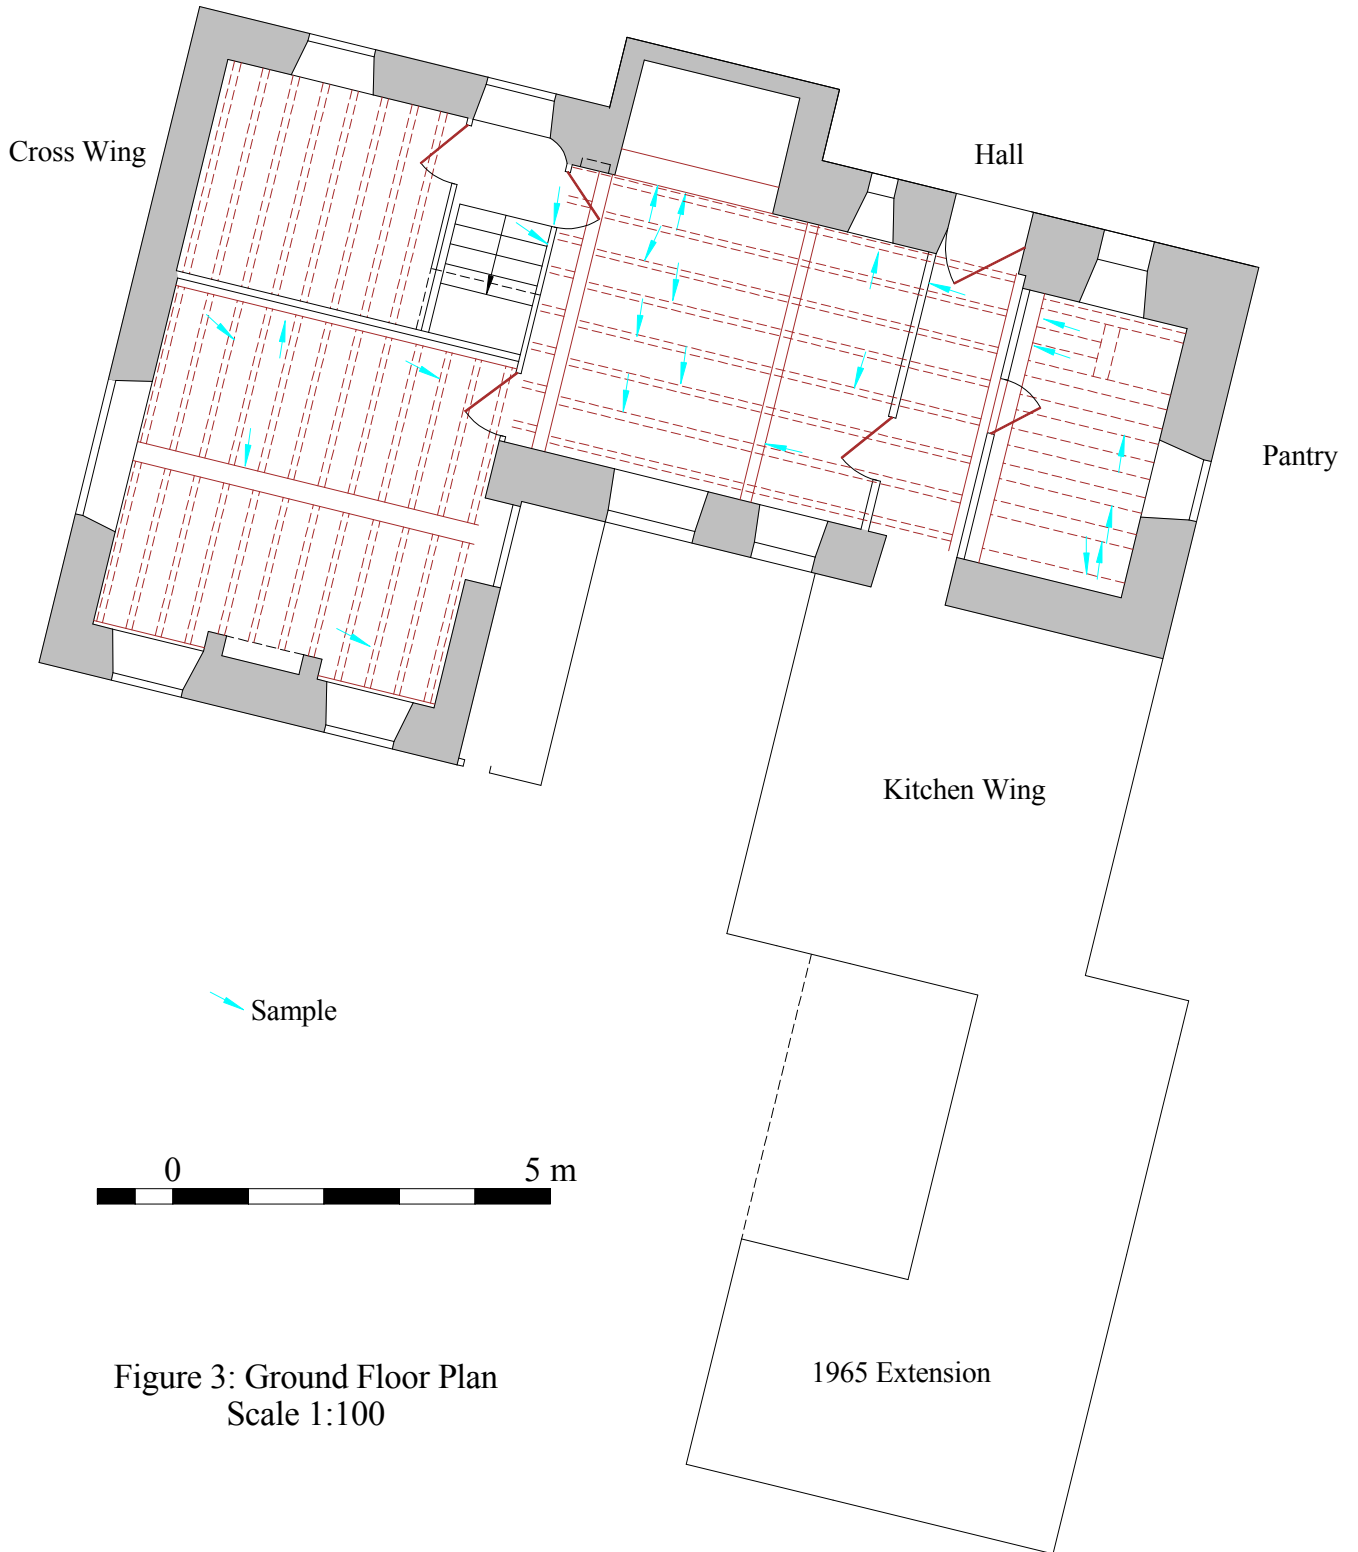 Cross Wing
Hall
Pantry
Kitchen Wing
Sample
0 5 m
Figure 3: Ground Floor Plan
Scale 1:100
1965 Extension